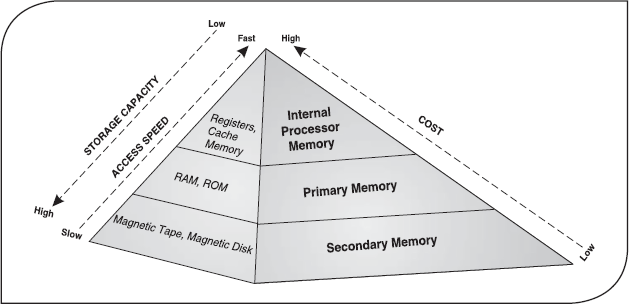 Low
Fast
High
STORAGE CAPACITY
ACCESS SPEED
COST
Registers,
Cache
Memory
Internal
Processor
Memory
RAM, ROM
Primary Memory
Magnetic Tape, Magnetic Disk
Secondary Memory
High
Slow
Low